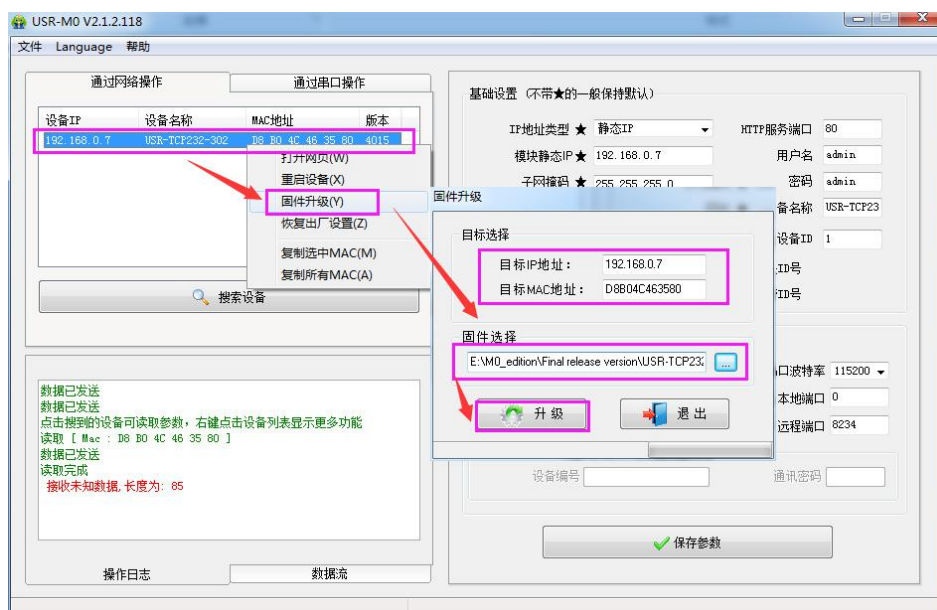 USR-M0 V2.1.2.118
文件 Language 帮助
通过网络操作 通过串口操作
设备IP 设备名称 MAC地址 版本
192.168.0.7 USR-TCP232-302 D8 B0 4C 46 35 80 4015
打开网页(W)
重启设备(X)
固件升级(Y)
恢复出厂设置(Z)
复制选中MAC(M)
复制所有MAC(A)
搜索设备
数据已发送
数据已发送
点击搜到的设备可读取参数，右键点击设备列表显示更多功能
读取 [ Mac : D8 B0 4C 46 35 80 ]
数据已发送
读取完成
接收未知数据,长度为: 85
操作日志 数据流
基础设置 (不带★的一般保持默认)
IP地址类型 ★ 静态IP HTTP服务端口 80
模块静态IP ★ 192.168.0.7 用户名 admin
子网掩码 ★ 255.255.255.0 密码 admin
备名称 USR-TCP23
设备ID 1
ID号
ID号
固件升级
目标选择
目标IP地址： 192.168.0.7
目标MAC地址： D8B04C463580
固件选择
E:\M0_edition\Final release version\USR-TCP23 ...
升级 退出
口波特率 115200
本地端口 0
远程端口 8234
设备编号 通讯密码
保存参数